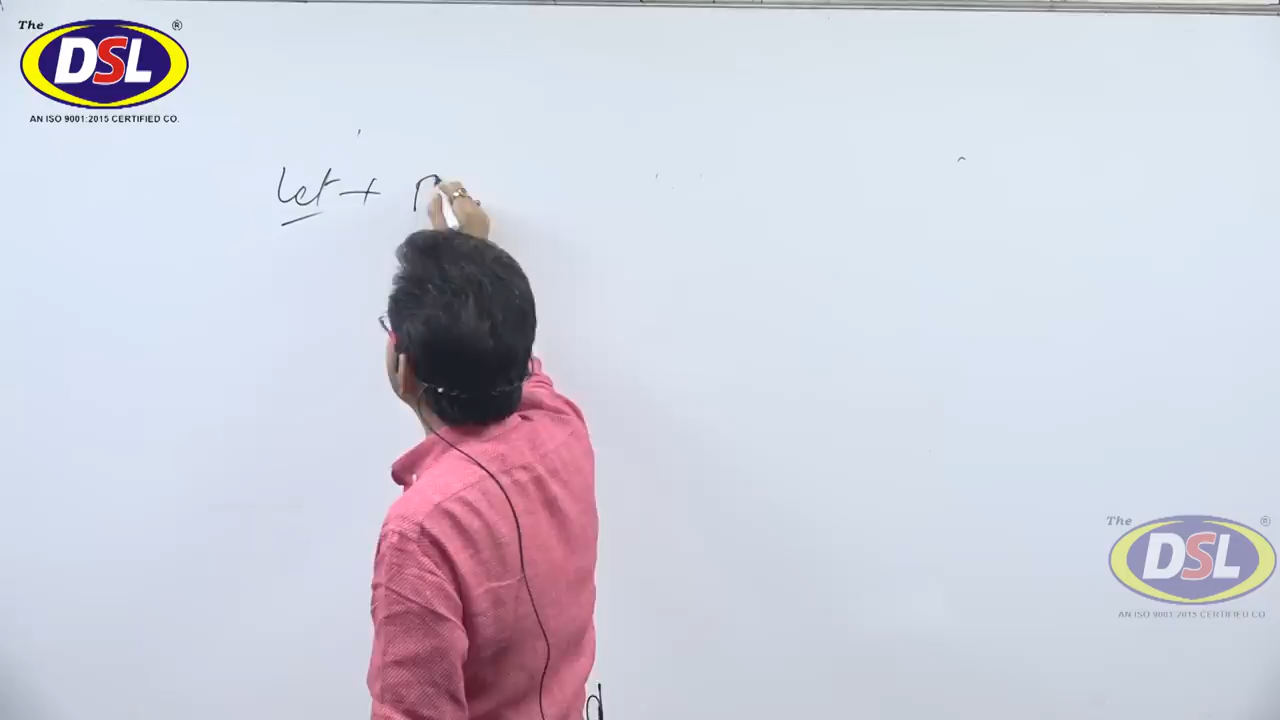 The DSL ®
AN ISO 9001:2015 CERTIFIED CO.
let +
The DSL ®
AN ISO 9001:2015 CERTIFIED CO